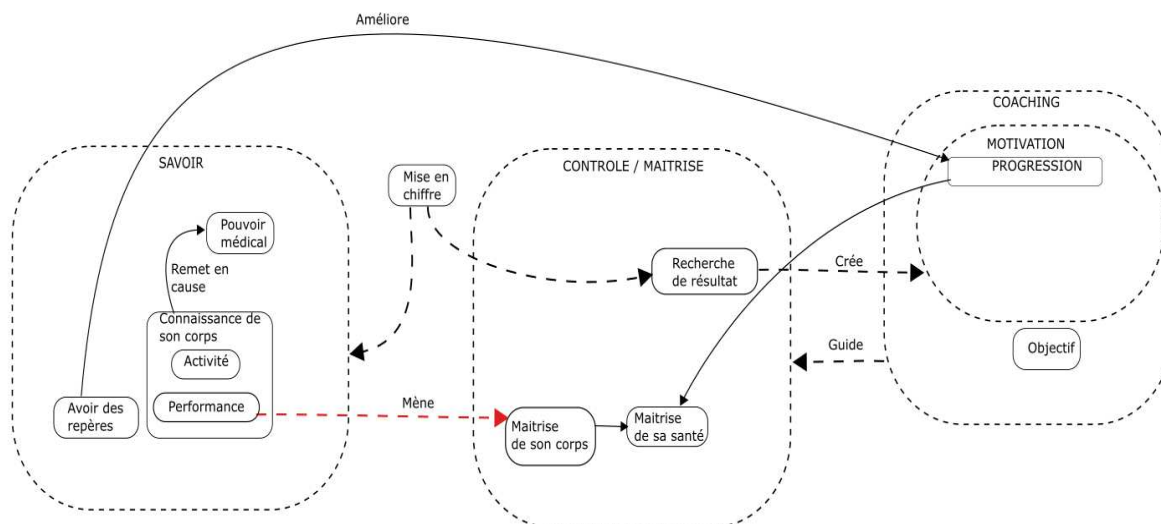 Améliore
COACHING
MOTIVATION
PROGRESSION
SAVOIR
CONTROLE / MAITRISE
Mise en
chiffre
Pouvoir
médical
Remet en
cause
Connaissance de
son corps
Activité
Performance
Avoir des
repères
Mène
Recherche
de résultat
Crée
Guide
Objectif
Maitrise
de son corps
Maitrise
de sa santé